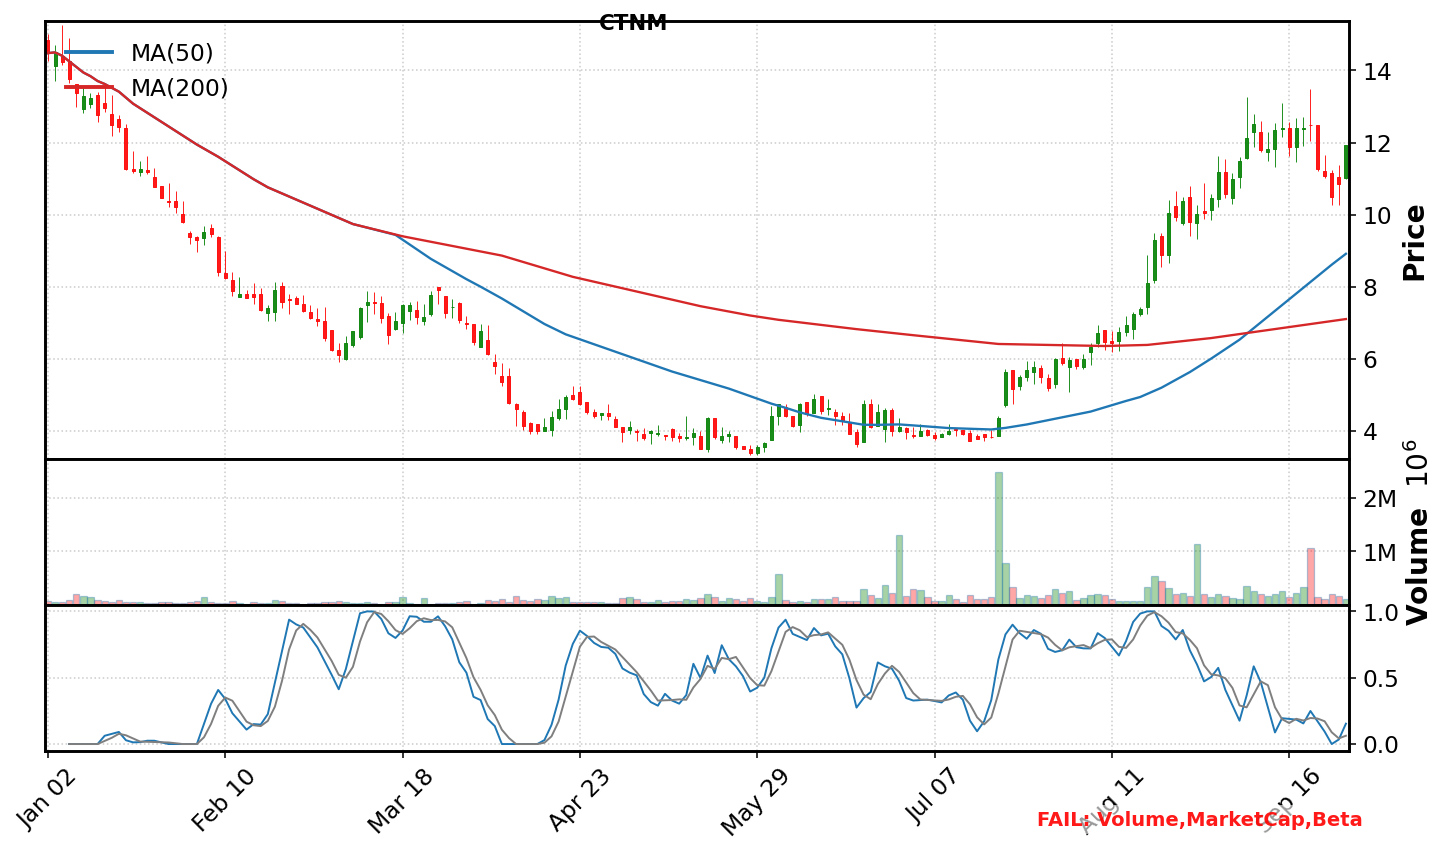 CTNM
MA(50)
MA(200)
14
12
10
8
6
4
Price
10^6
2M
1M
Volume
1.0
0.5
0.0
Jan 02
Feb 10
Mar 18
Apr 23
May 29
Jul 07
Aug 11
Sep 16
FAIL: Volume,MarketCap,Beta